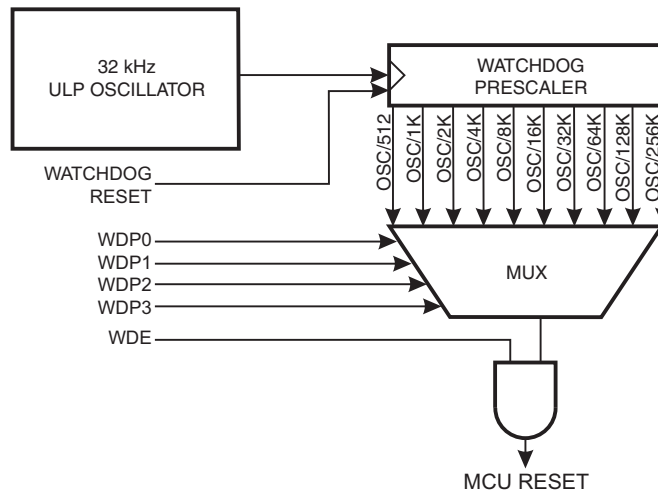 32 kHz
ULP OSCILLATOR
WATCHDOG
PRESCALER
OSC/512
OSC/1K
OSC/2K
OSC/4K
OSC/8K
OSC/16K
OSC/32K
OSC/64K
OSC/128K
OSC/256K
WATCHDOG
RESET
WDP0
WDP1
WDP2
WDP3
WDE
MUX
MCU RESET